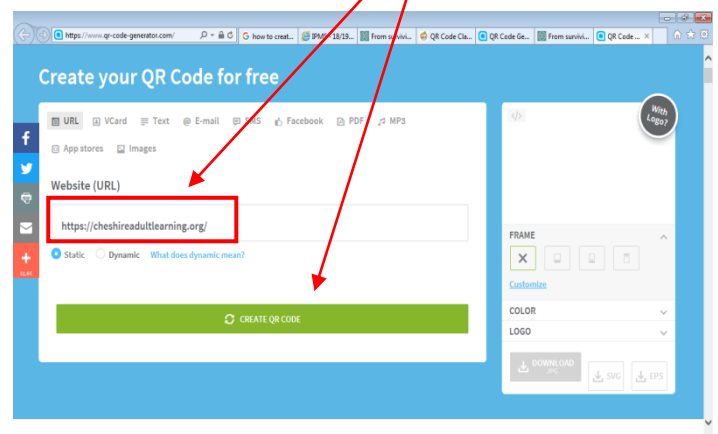 https://www.qr-code-generator.com/
how to creat...
18/19...
From survivi...
QR Code Cla...
QR Code Ge...
From survivi...
QR Code ...
Create your QR Code for free
URL VCard Text E-mail SMS Facebook PDF MP3
App stores Images
</> With Logo?
Website (URL)
https://cheshireadultlearning.org/
Static Dynamic What does dynamic mean?
CREATE QR CODE
FRAME
Customize
COLOR
LOGO
DOWNLOAD
JPG
SVG
EPS